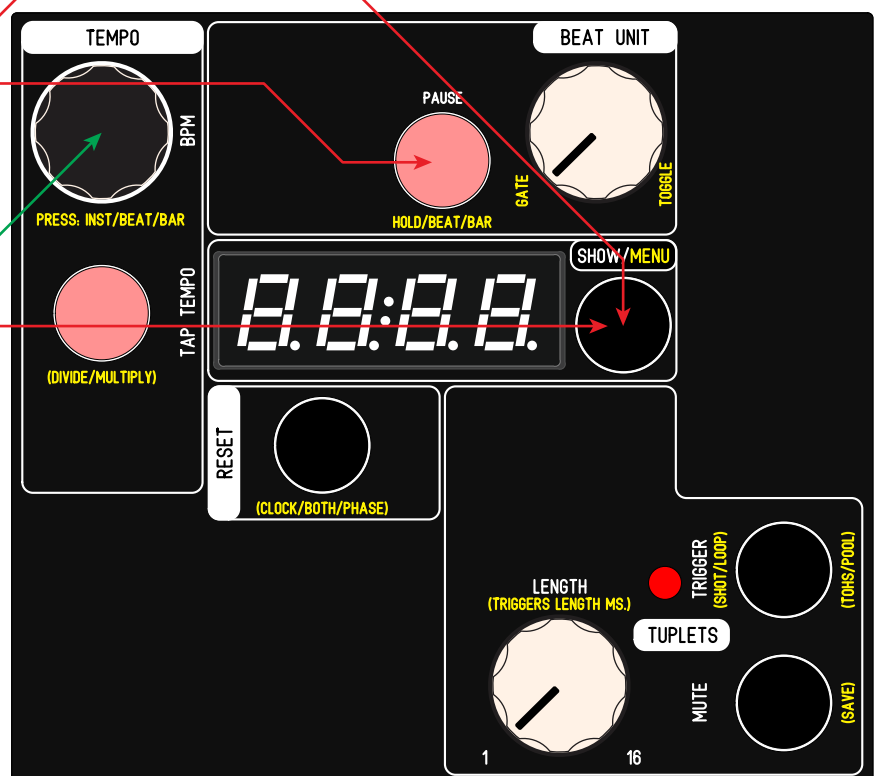 TEMPO
BPM
PRESS: INST/BEAT/BAR
TAP TEMPO
(DIVIDE/MULTIPLY)
BEAT UNIT
PAUSE
HOLD/BEAT/BAR
GATE
TOGGLE
SHOW/MENU
8.8:8.8.
RESET
(CLOCK/BOTH/PHASE)
LENGTH
(TRIGGERS LENGTH MS.)
1
16
TRIGGER
(SHOT/LOOP)
(TOHS/POOL)
TUPLETS
MUTE
(SAVE)